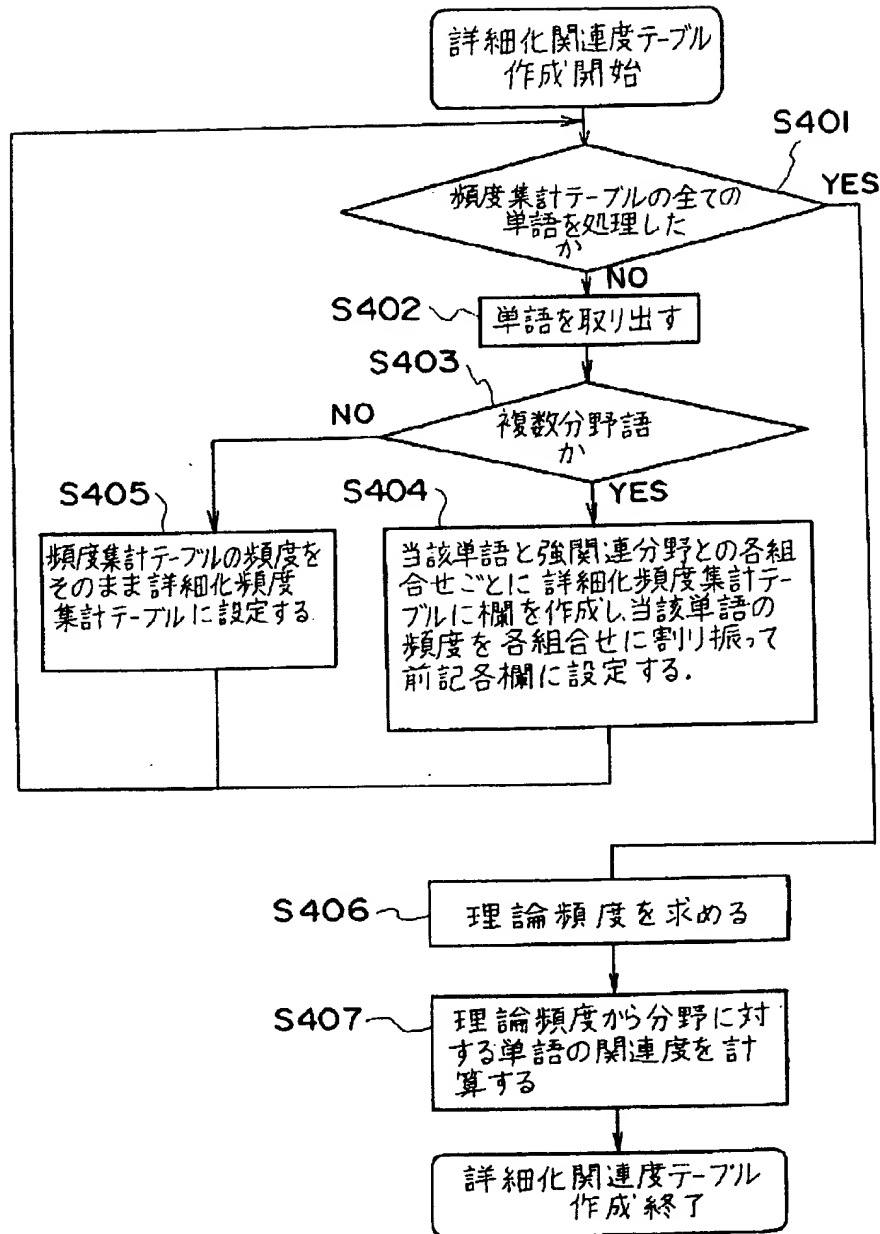 詳細化関連度テーブル
作成開始
S401
YES
頻度集計テーブルの全ての
単語を処理した
か
NO
S402
単語を取り出す
S403
NO
複数分野語
か
S405
S404
YES
頻度集計テーブルの頻度を
そのまま詳細化頻度
集計テーブルに設定する
当該単語と強関連分野との各組
合せごとに詳細化頻度集計テー
ブルに欄を作成し、当該単語の
頻度を各組合せに割り振って
前記各欄に設定する.
S406
理論頻度を求める
S407
理論頻度から分野に対
する単語の関連度を計
算する
詳細化関連度テーブル
作成終了